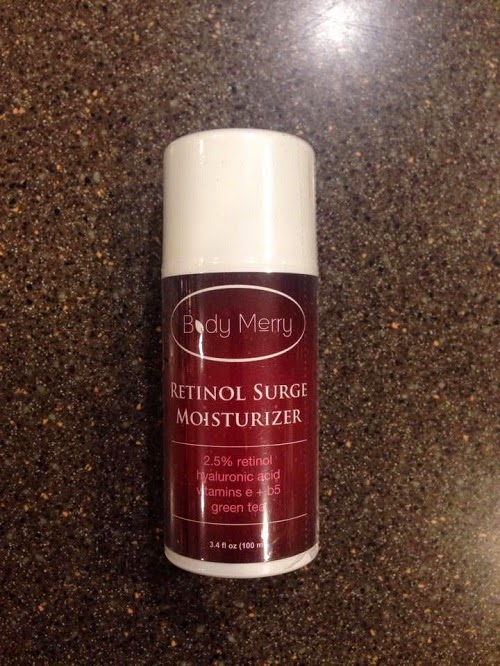 Body Merry
RETINOL SURGE
MOISTURIZER
2.5% retinol
hyaluronic acid
vitamins e + b5
green tea
3.4 fl oz (100 m